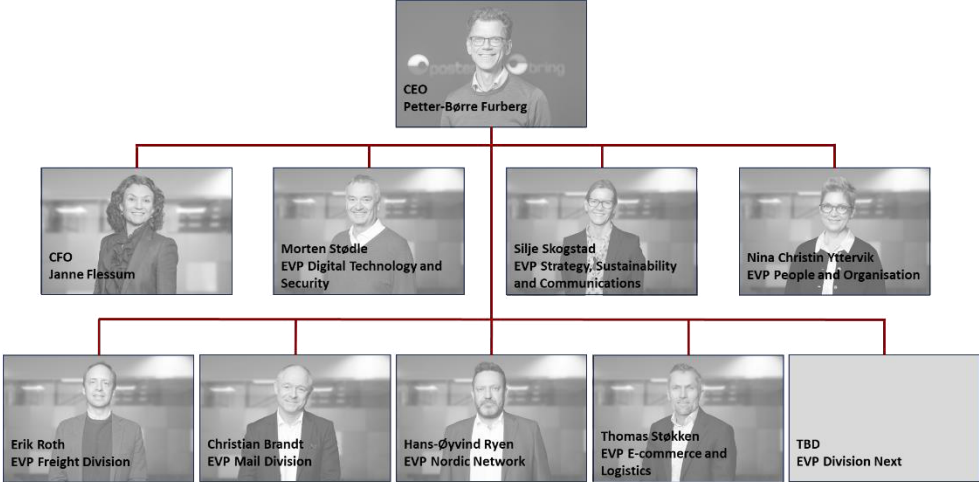 posten bring
CEO
Petter-Børre Furberg
CFO
Janne Flessum
Morten Stødle
EVP Digital Technology and
Security
Silje Skogstad
EVP Strategy, Sustainability
and Communications
Nina Christin Yttervik
EVP People and Organisation
Erik Roth
EVP Freight Division
Christian Brandt
EVP Mail Division
Hans-Øyvind Ryen
EVP Nordic Network
Thomas Støkken
EVP E-commerce and
Logistics
TBD
EVP Division Next